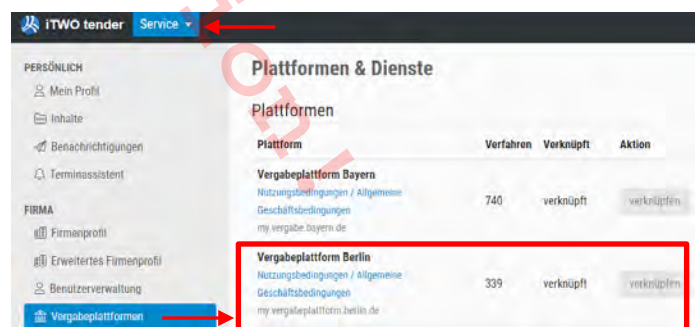 iTWO tender Service
PERSÖNLICH
Mein Profil
Inhalte
Benachrichtigungen
Terminassistent
FIRMA
Firmenprofil
Erweitertes Firmenprofil
Benutzerverwaltung
Vergabeplattformen
Plattformen & Dienste
Plattformen
Plattform Verfahren Verknüpft Aktion
Vergabeplattform Bayern
Nutzungsbedingungen / Allgemeine
Geschäftsbedingungen
my.vergabe.bayern.de
740 verknüpft verknüpfen
Vergabeplattform Berlin
Nutzungsbedingungen / Allgemeine
Geschäftsbedingungen
my.vergabeplattform.berlin.de
339 verknüpft verknüpfen